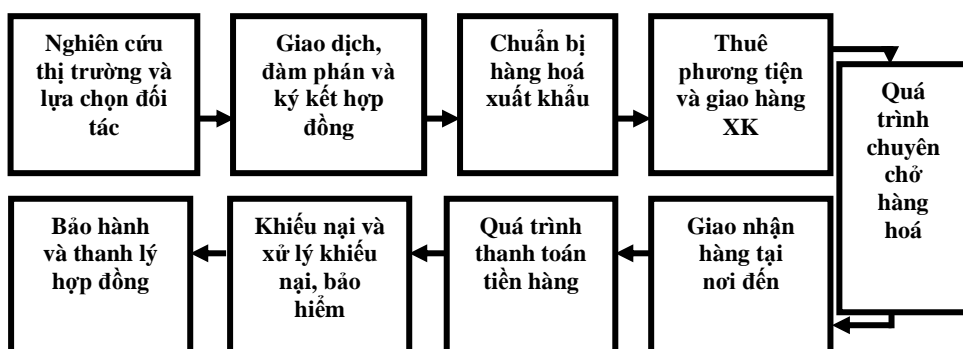 Nghiên cứu
thị trường và
lựa chọn đối
tác
Giao dịch,
đàm phán và
ký kết hợp
đồng
Chuẩn bị
hàng hoá
xuất khẩu
Thuê
phương tiện
và giao hàng
XK
Quá
trình
chuyên
chở
hàng
hoá
Giao nhận
hàng tại
nơi đến
Quá trình
thanh toán
tiền hàng
Khiếu nại và
xử lý khiếu
nại, bảo
hiểm
Bảo hành
và thanh lý
hợp đồng